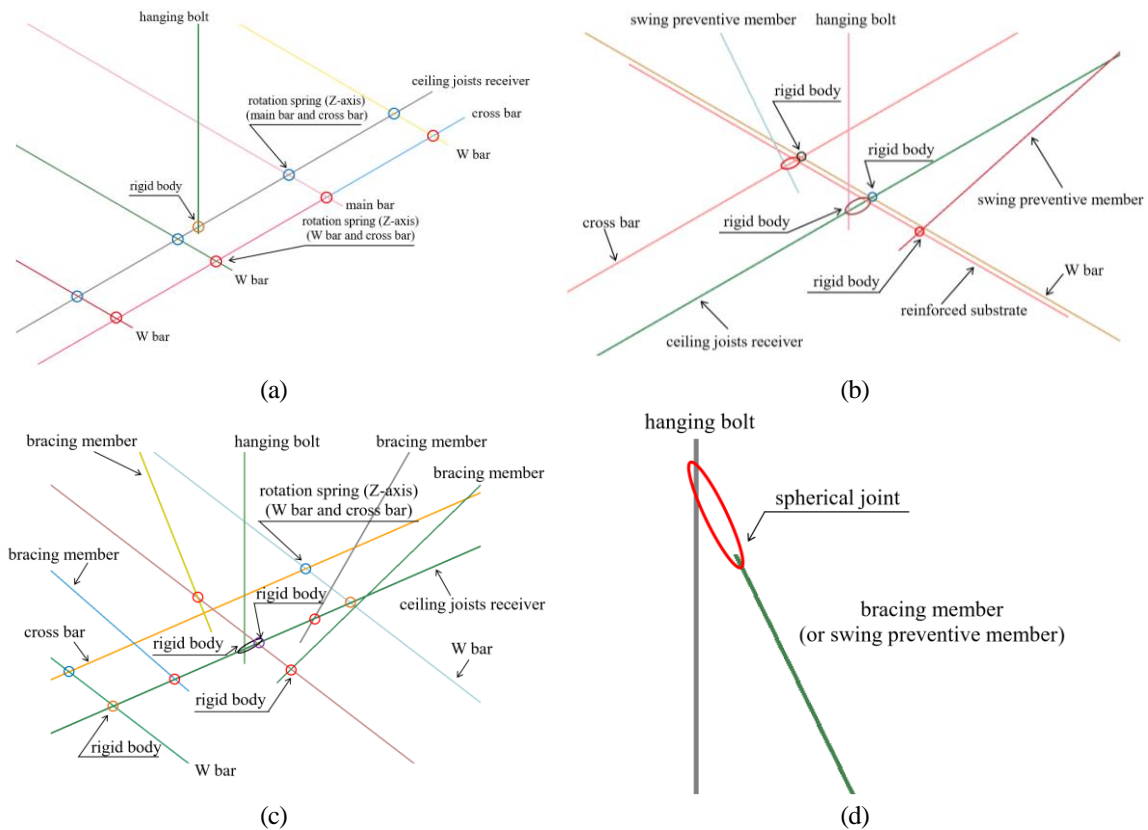 hanging bolt
ceiling joists receiver
rotation spring (Z-axis)
(main bar and cross bar)
cross bar
W bar
rigid body
main bar
rotation spring (Z-axis)
(W bar and cross bar)
W bar
W bar
(a)
swing preventive member
hanging bolt
rigid body
rigid body
swing preventive member
rigid body
cross bar
rigid body
W bar
reinforced substrate
ceiling joists receiver
(b)
bracing member
hanging bolt
bracing member
bracing member
rotation spring (Z-axis)
(W bar and cross bar)
bracing member
rigid body
ceiling joists receiver
cross bar
rigid body
W bar
rigid body
rigid body
W bar
(c)
hanging bolt
spherical joint
bracing member
(or swing preventive member)
(d)